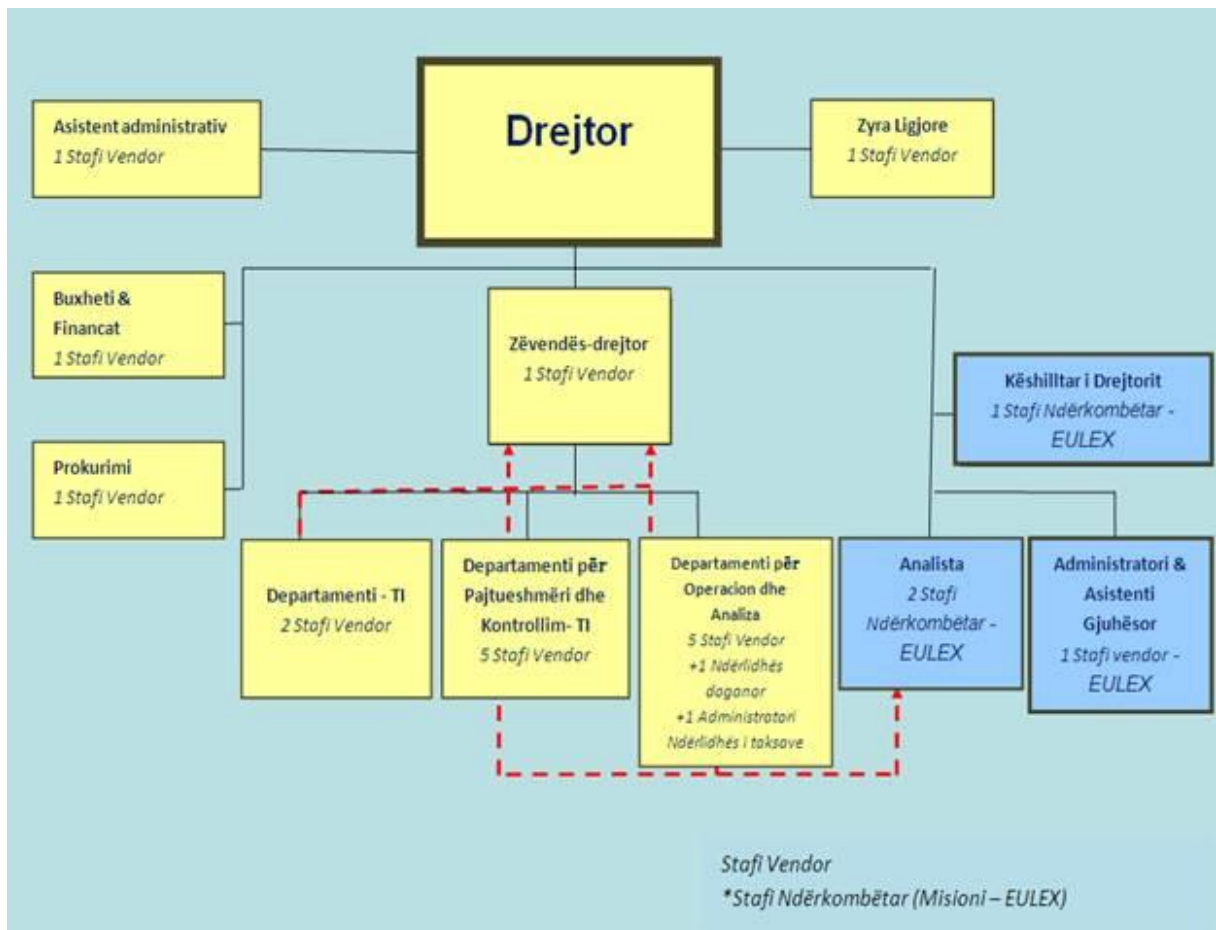 Drejtor
Asistent administrativ
1 Stafi Vendor
Zyra Ligjore
1 Stafi Vendor
Buxheti &
Financat
1 Stafi Vendor
Zëvendës-drejtor
1 Stafi Vendor
Këshilltar i Drejtorit
1 Stafi Ndërkombëtar -
EULEX
Prokurimi
1 Stafi Vendor
Departamenti - TI
2 Stafi Vendor
Departamenti për
Pajtueshmëri dhe
Kontrollim- TI
5 Stafi Vendor
Departamenti për
Operacion dhe
Analiza
5 Stafi Vendor
+1 Ndërlidhës
doganor
+1 Administratori
Ndërlidhës i taksave
Analista
2 Stafi
Ndërkombëtar -
EULEX
Administratori &
Asistenti
Gjuhësor
1 Stafi vendor -
EULEX
Stafi Vendor
*Stafi Ndërkombëtar (Misioni – EULEX)